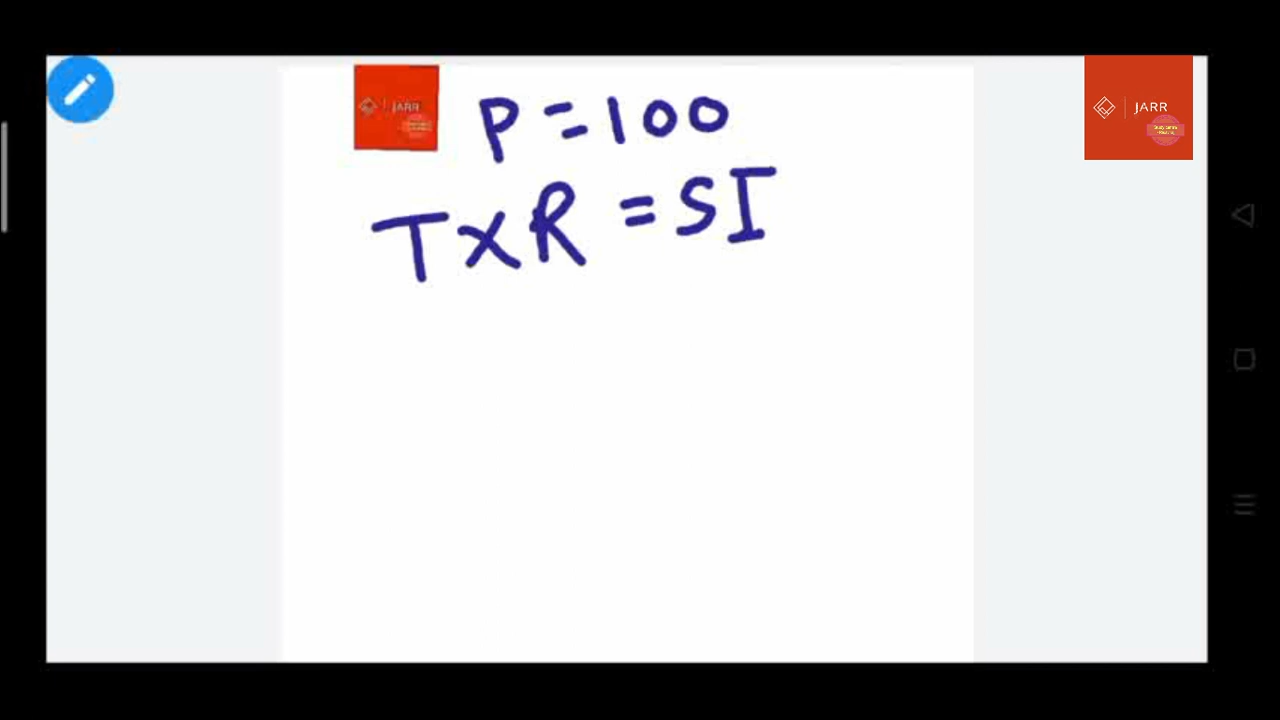 JARR
P = 100
T X R = SI
JARR